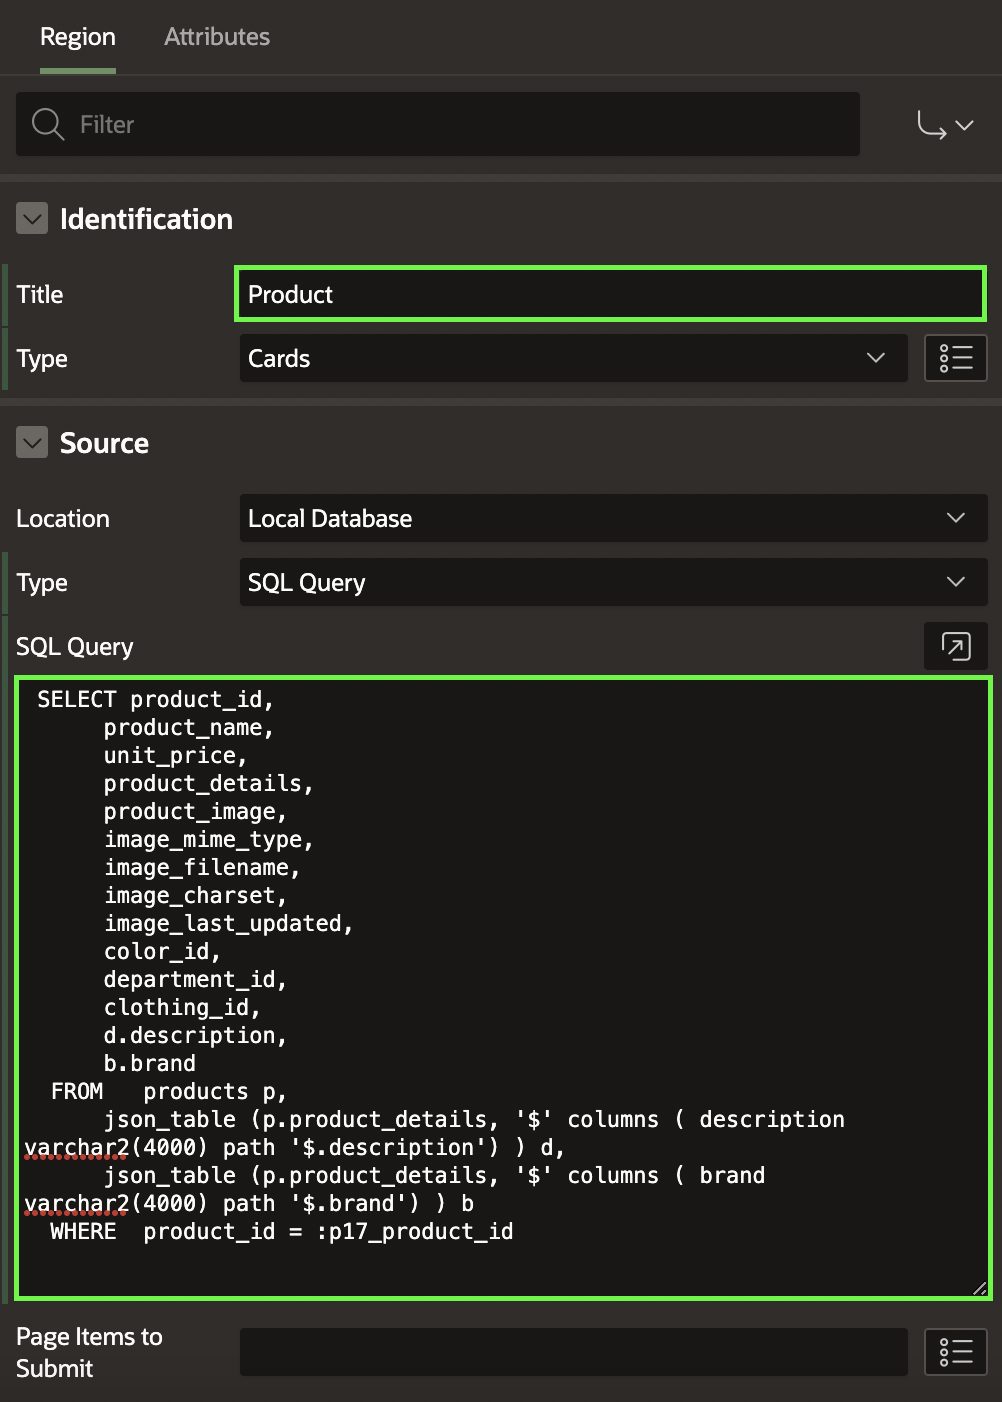 Region Attributes
Filter
Identification
Title Product
Type Cards
Source
Location Local Database
Type SQL Query
SQL Query
SELECT product_id,
product_name,
unit_price,
product_details,
product_image,
image_mime_type,
image_filename,
image_charset,
image_last_updated,
color_id,
department_id,
clothing_id,
d.description,
b.brand
FROM   products p,
json_table (p.product_details, '$' columns ( description
varchar2(4000) path '$.description') ) d,
json_table (p.product_details, '$' columns ( brand
varchar2(4000) path '$.brand') ) b
WHERE  product_id = :p17_product_id
Page Items to
Submit